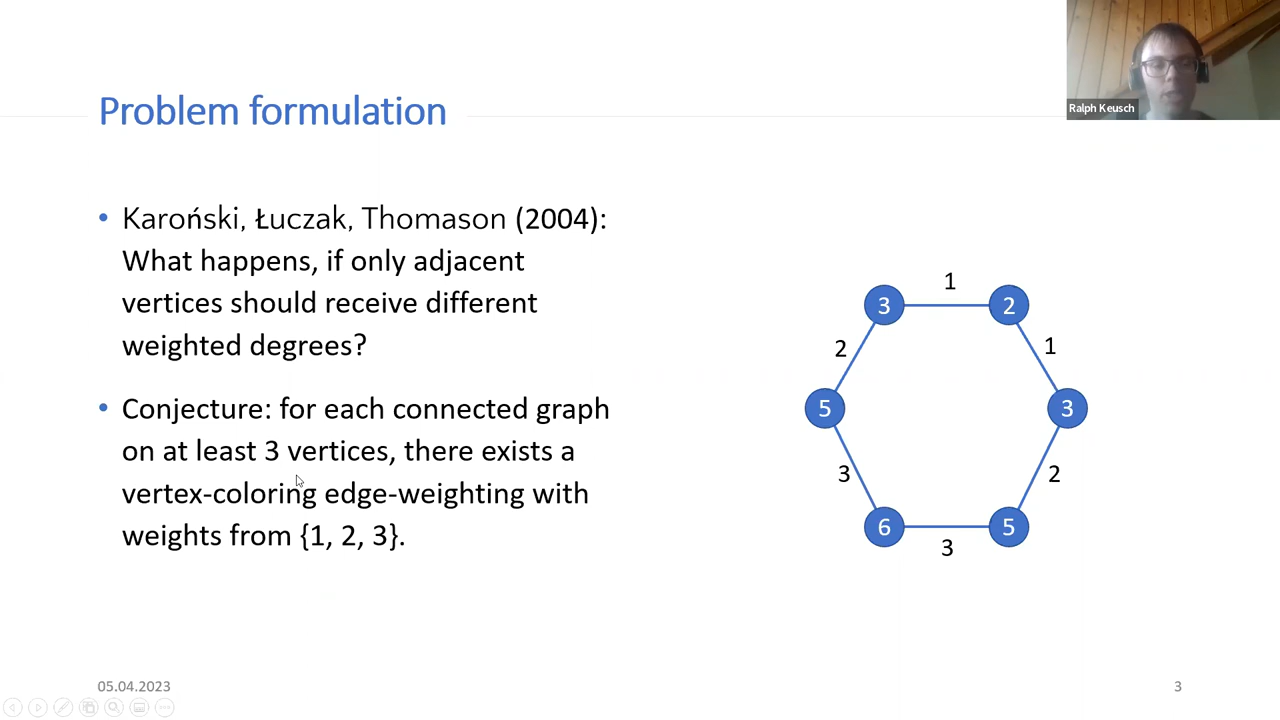 Ralph Keusch
Problem formulation
• Karoński, Łuczak, Thomason (2004):
What happens, if only adjacent
vertices should receive different
weighted degrees?
• Conjecture: for each connected graph
on at least 3 vertices, there exists a
vertex-coloring edge-weighting with
weights from {1, 2, 3}.
1
3
2
2
1
5
3
3
2
6
5
3
05.04.2023
3